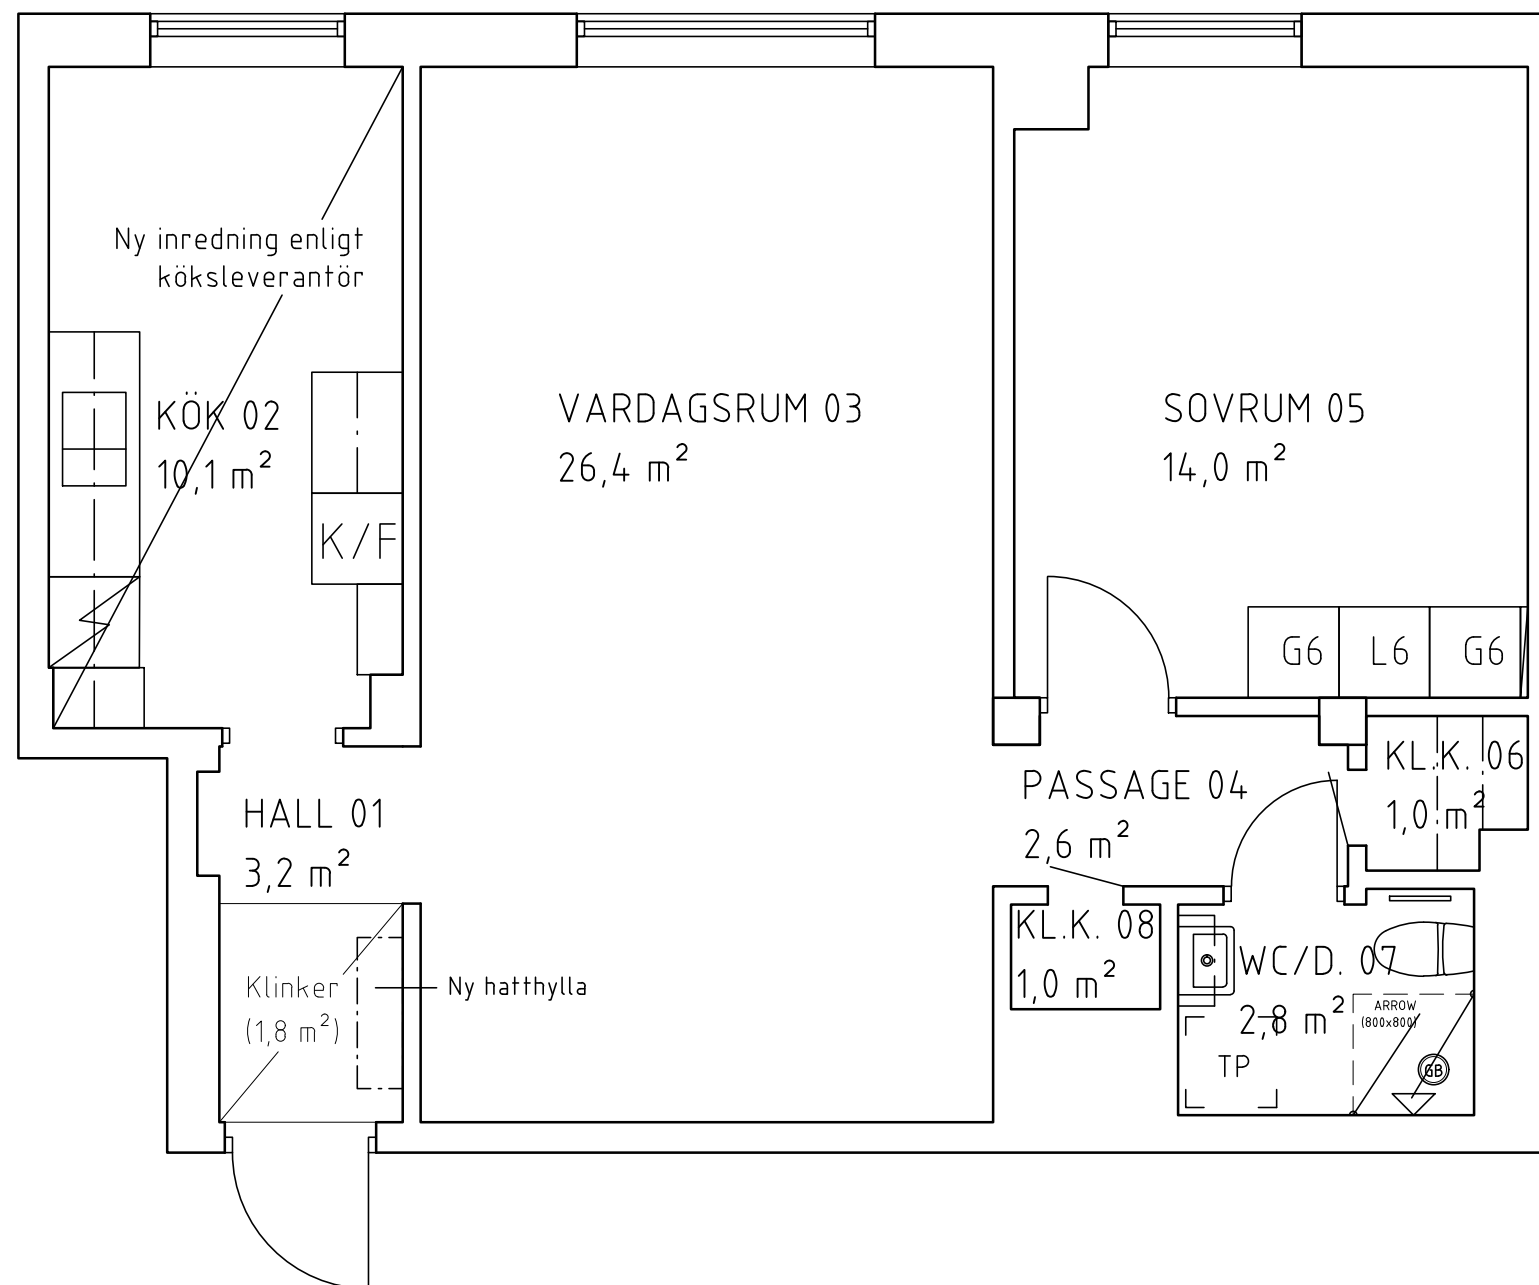 Ny inredning enligt
köksleverantör
KÖK 02
10,1 m²
K/F
VARDAGSRUM 03
26,4 m²
SOVRUM 05
14,0 m²
G6
L6
G6
HALL 01
3,2 m²
PASSAGE 04
2,6 m²
KL.K. 06
1,0 m²
KL.K. 08
1,0 m²
Klinker
(1,8 m²)
Ny hatthylla
WC/D. 07
2,8 m²
ARROW
(800x800)
TP
GB